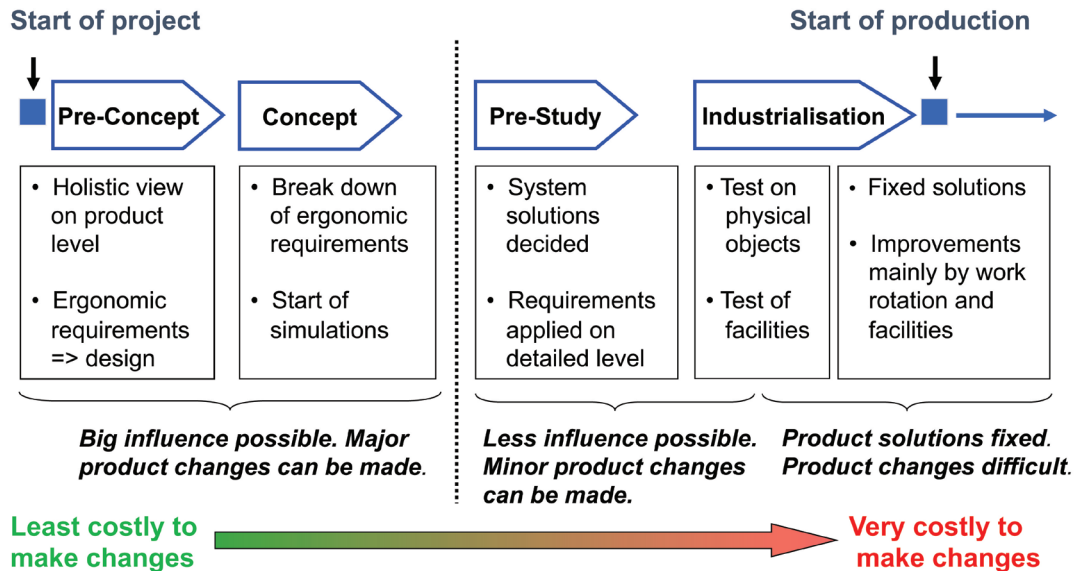 Start of project
Start of production
Pre-Concept
Concept
Pre-Study
Industrialisation
• Holistic view
on product
level
• Ergonomic
requirements
=> design
• Break down
of ergonomic
requirements
• Start of
simulations
• System
solutions
decided
• Requirements
applied on
detailed level
• Test on
physical
objects
• Test of
facilities
• Fixed solutions
• Improvements
mainly by work
rotation and
facilities
Big influence possible. Major
product changes can be made.
Less influence possible.
Minor product changes
can be made.
Product solutions fixed.
Product changes difficult.
Least costly to
make changes
Very costly to
make changes